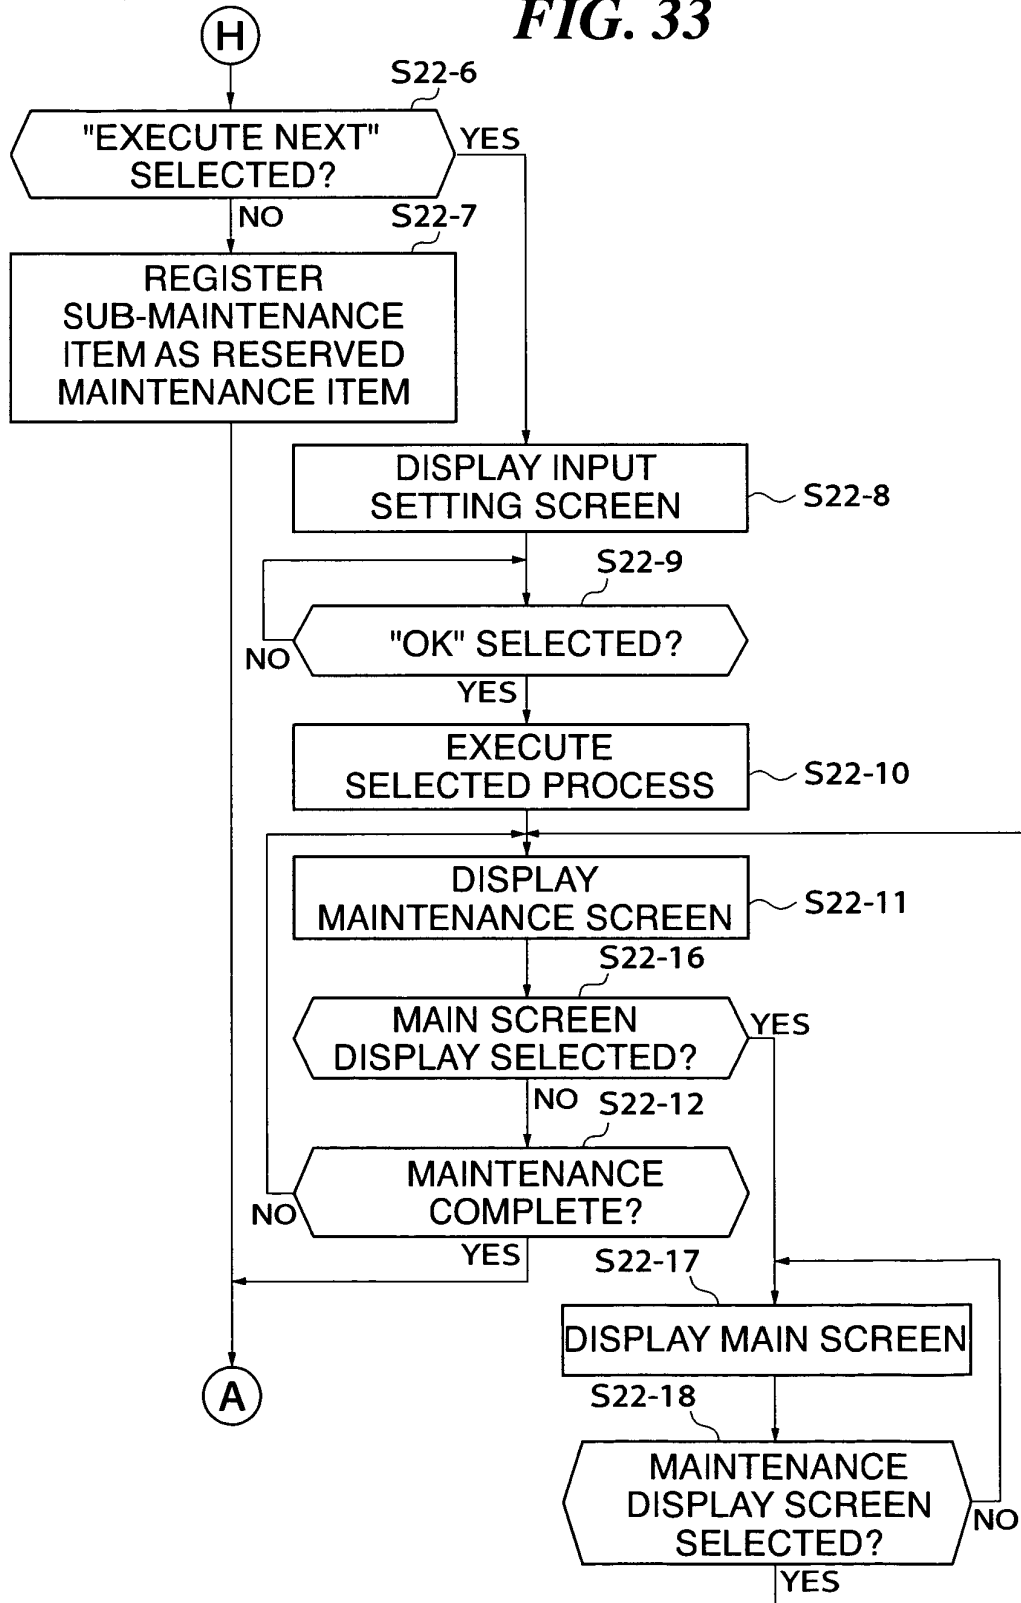 FIG. 33
H
S22-6
"EXECUTE NEXT"
SELECTED?
YES
NO
S22-7
REGISTER
SUB-MAINTENANCE
ITEM AS RESERVED
MAINTENANCE ITEM
DISPLAY INPUT
SETTING SCREEN
S22-8
S22-9
"OK" SELECTED?
NO
YES
EXECUTE
SELECTED PROCESS
S22-10
DISPLAY
MAINTENANCE SCREEN
S22-11
S22-16
MAIN SCREEN
DISPLAY SELECTED?
YES
NO
S22-12
MAINTENANCE
COMPLETE?
NO
YES
S22-17
DISPLAY MAIN SCREEN
A
S22-18
MAINTENANCE
DISPLAY SCREEN
SELECTED?
NO
YES